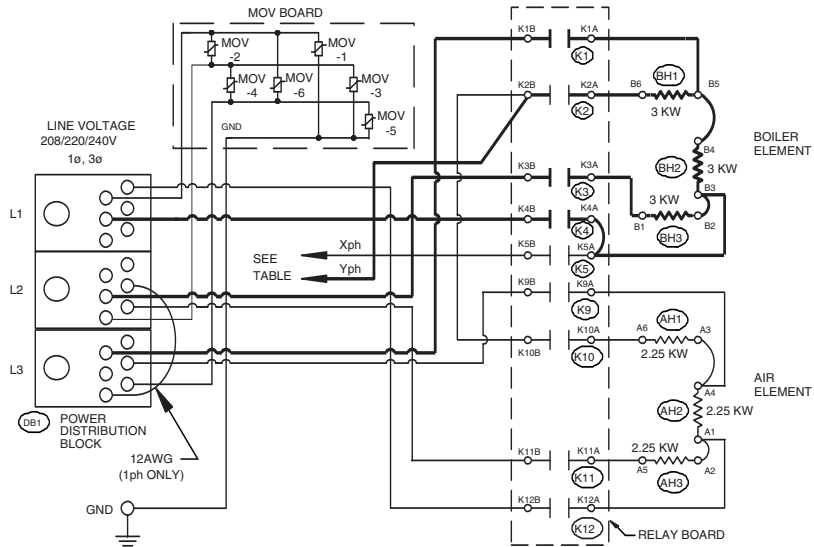 MOV BOARD
MOV
-2
MOV
-1
MOV
-4
MOV
-6
MOV
-3
MOV
-5
GND
LINE VOLTAGE
208/220/240V
1ø, 3ø
L1
L2
L3
DB1
POWER
DISTRIBUTION
BLOCK
12AWG
(1ph ONLY)
GND
SEE
TABLE
Xph
Yph
K1B
K1A
K1
K2B
K2A
K2
K3B
K3A
K3
K4B
K4A
K4
K5B
K5A
K5
K9B
K9A
K9
K10B
K10A
K10
K11B
K11A
K11
K12B
K12A
K12
RELAY BOARD
B6
BH1
B5
3 KW
B4
BH2
3 KW
B3
3 KW
B1
B2
BH3
BOILER
ELEMENT
A6
AH1
A3
2.25 KW
A4
AH2
2.25 KW
A1
2.25 KW
A5
A2
AH3
AIR
ELEMENT